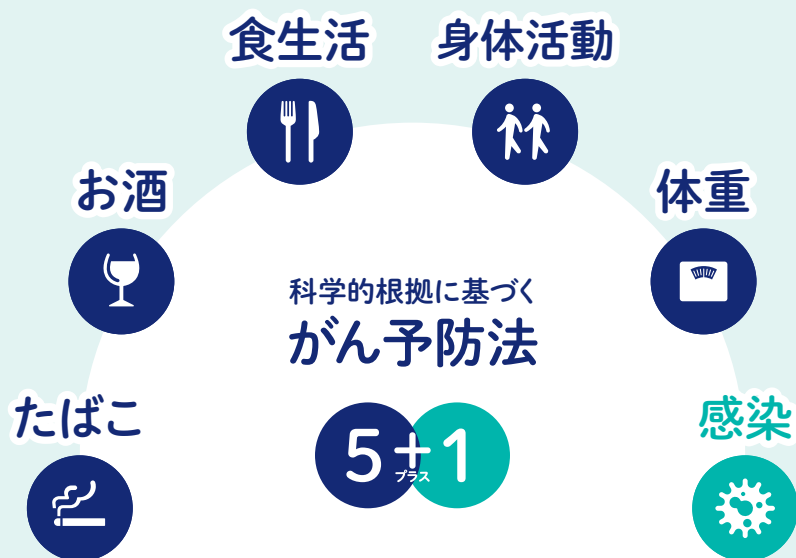 食生活
身体活動
お酒
体重
科学的根拠に基づく
がん予防法
たばこ
感染
5+1
プラス